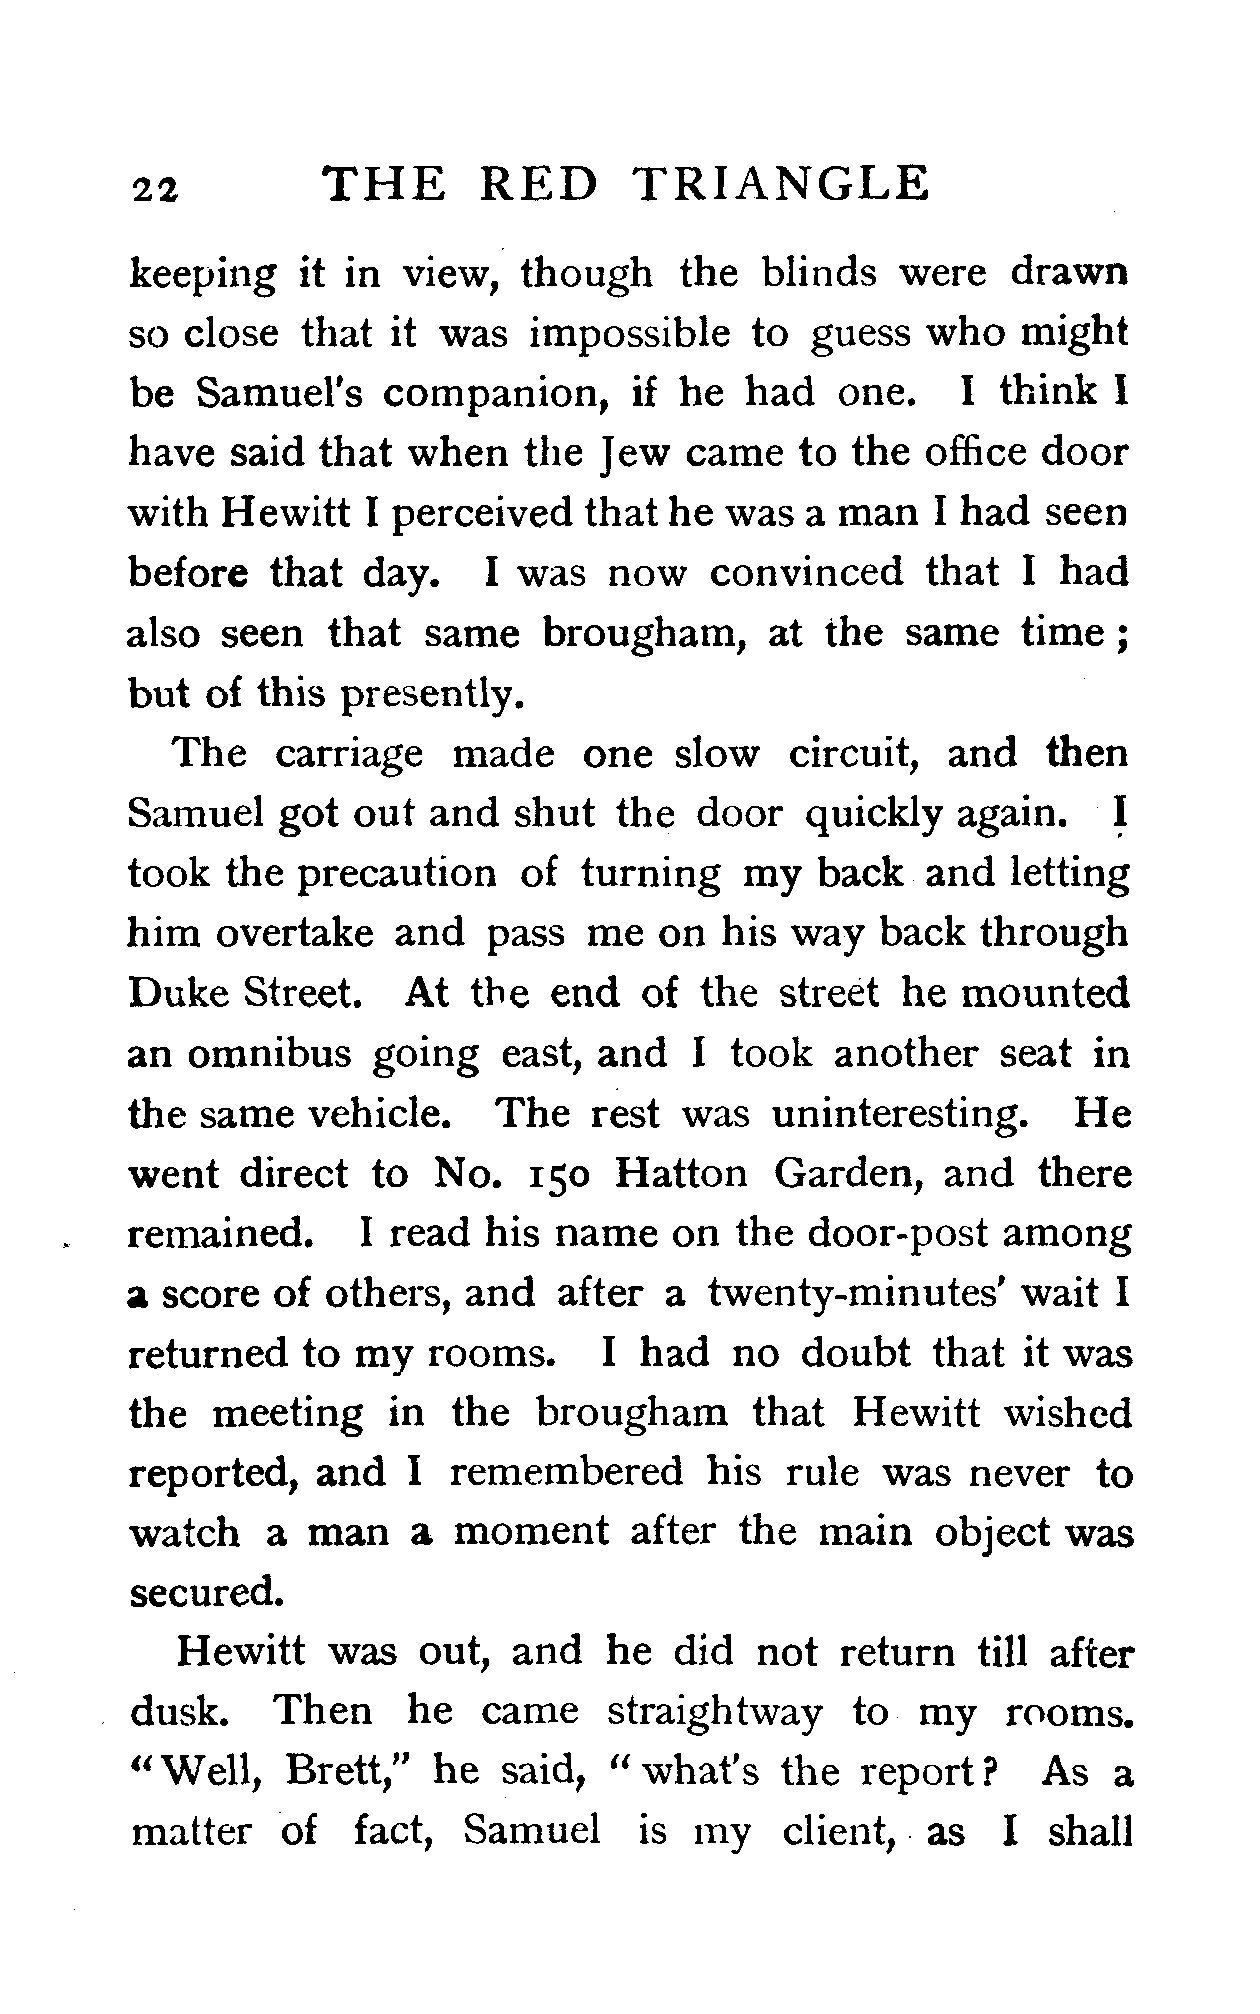 22 THE RED TRIANGLE
keeping it in view, though the blinds were drawn
so close that it was impossible to guess who might
be Samuel's companion, if he had one. I think I
have said that when the Jew came to the office door
with Hewitt I perceived that he was a man I had seen
before that day. I was now convinced that I had
also seen that same brougham, at the same time ;
but of this presently.
The carriage made one slow circuit, and then
Samuel got out and shut the door quickly again. I
took the precaution of turning my back and letting
him overtake and pass me on his way back through
Duke Street. At the end of the street he mounted
an omnibus going east, and I took another seat in
the same vehicle. The rest was uninteresting. He
went direct to No. 150 Hatton Garden, and there
remained. I read his name on the door-post among
a score of others, and after a twenty-minutes' wait I
returned to my rooms. I had no doubt that it was
the meeting in the brougham that Hewitt wished
reported, and I remembered his rule was never to
watch a man a moment after the main object was
secured.
Hewitt was out, and he did not return till after
dusk. Then he came straightway to my rooms.
"Well, Brett," he said, "what's the report? As a
matter of fact, Samuel is my client, as I shall